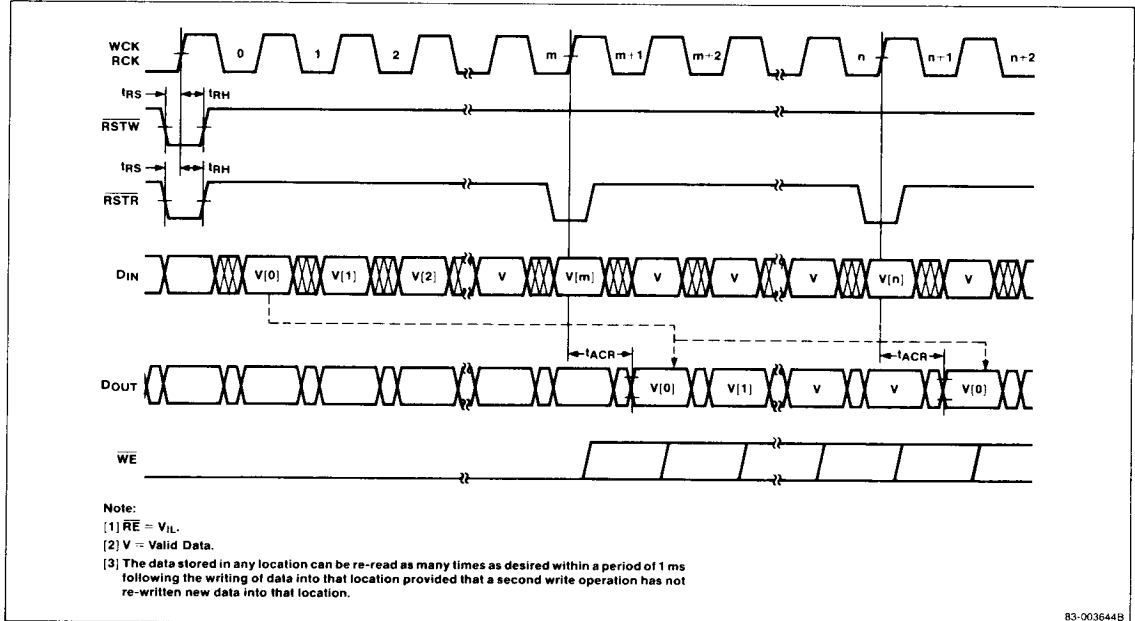 WCK
RCK
0 1 2 m m+1 m+2 n n+1 n+2
tRS tRH
RSTW
tRS tRH
RSTR
DIN V[0] V[1] V[2] V V[m] V V V V[n] V
tACR tACR
DOUT V[0] V[1] V V V[0]
WE
Note:
[1] RE = VIL.
[2] V = Valid Data.
[3] The data stored in any location can be re-read as many times as desired within a period of 1 ms
following the writing of data into that location provided that a second write operation has not
re-written new data into that location.
83-003644B